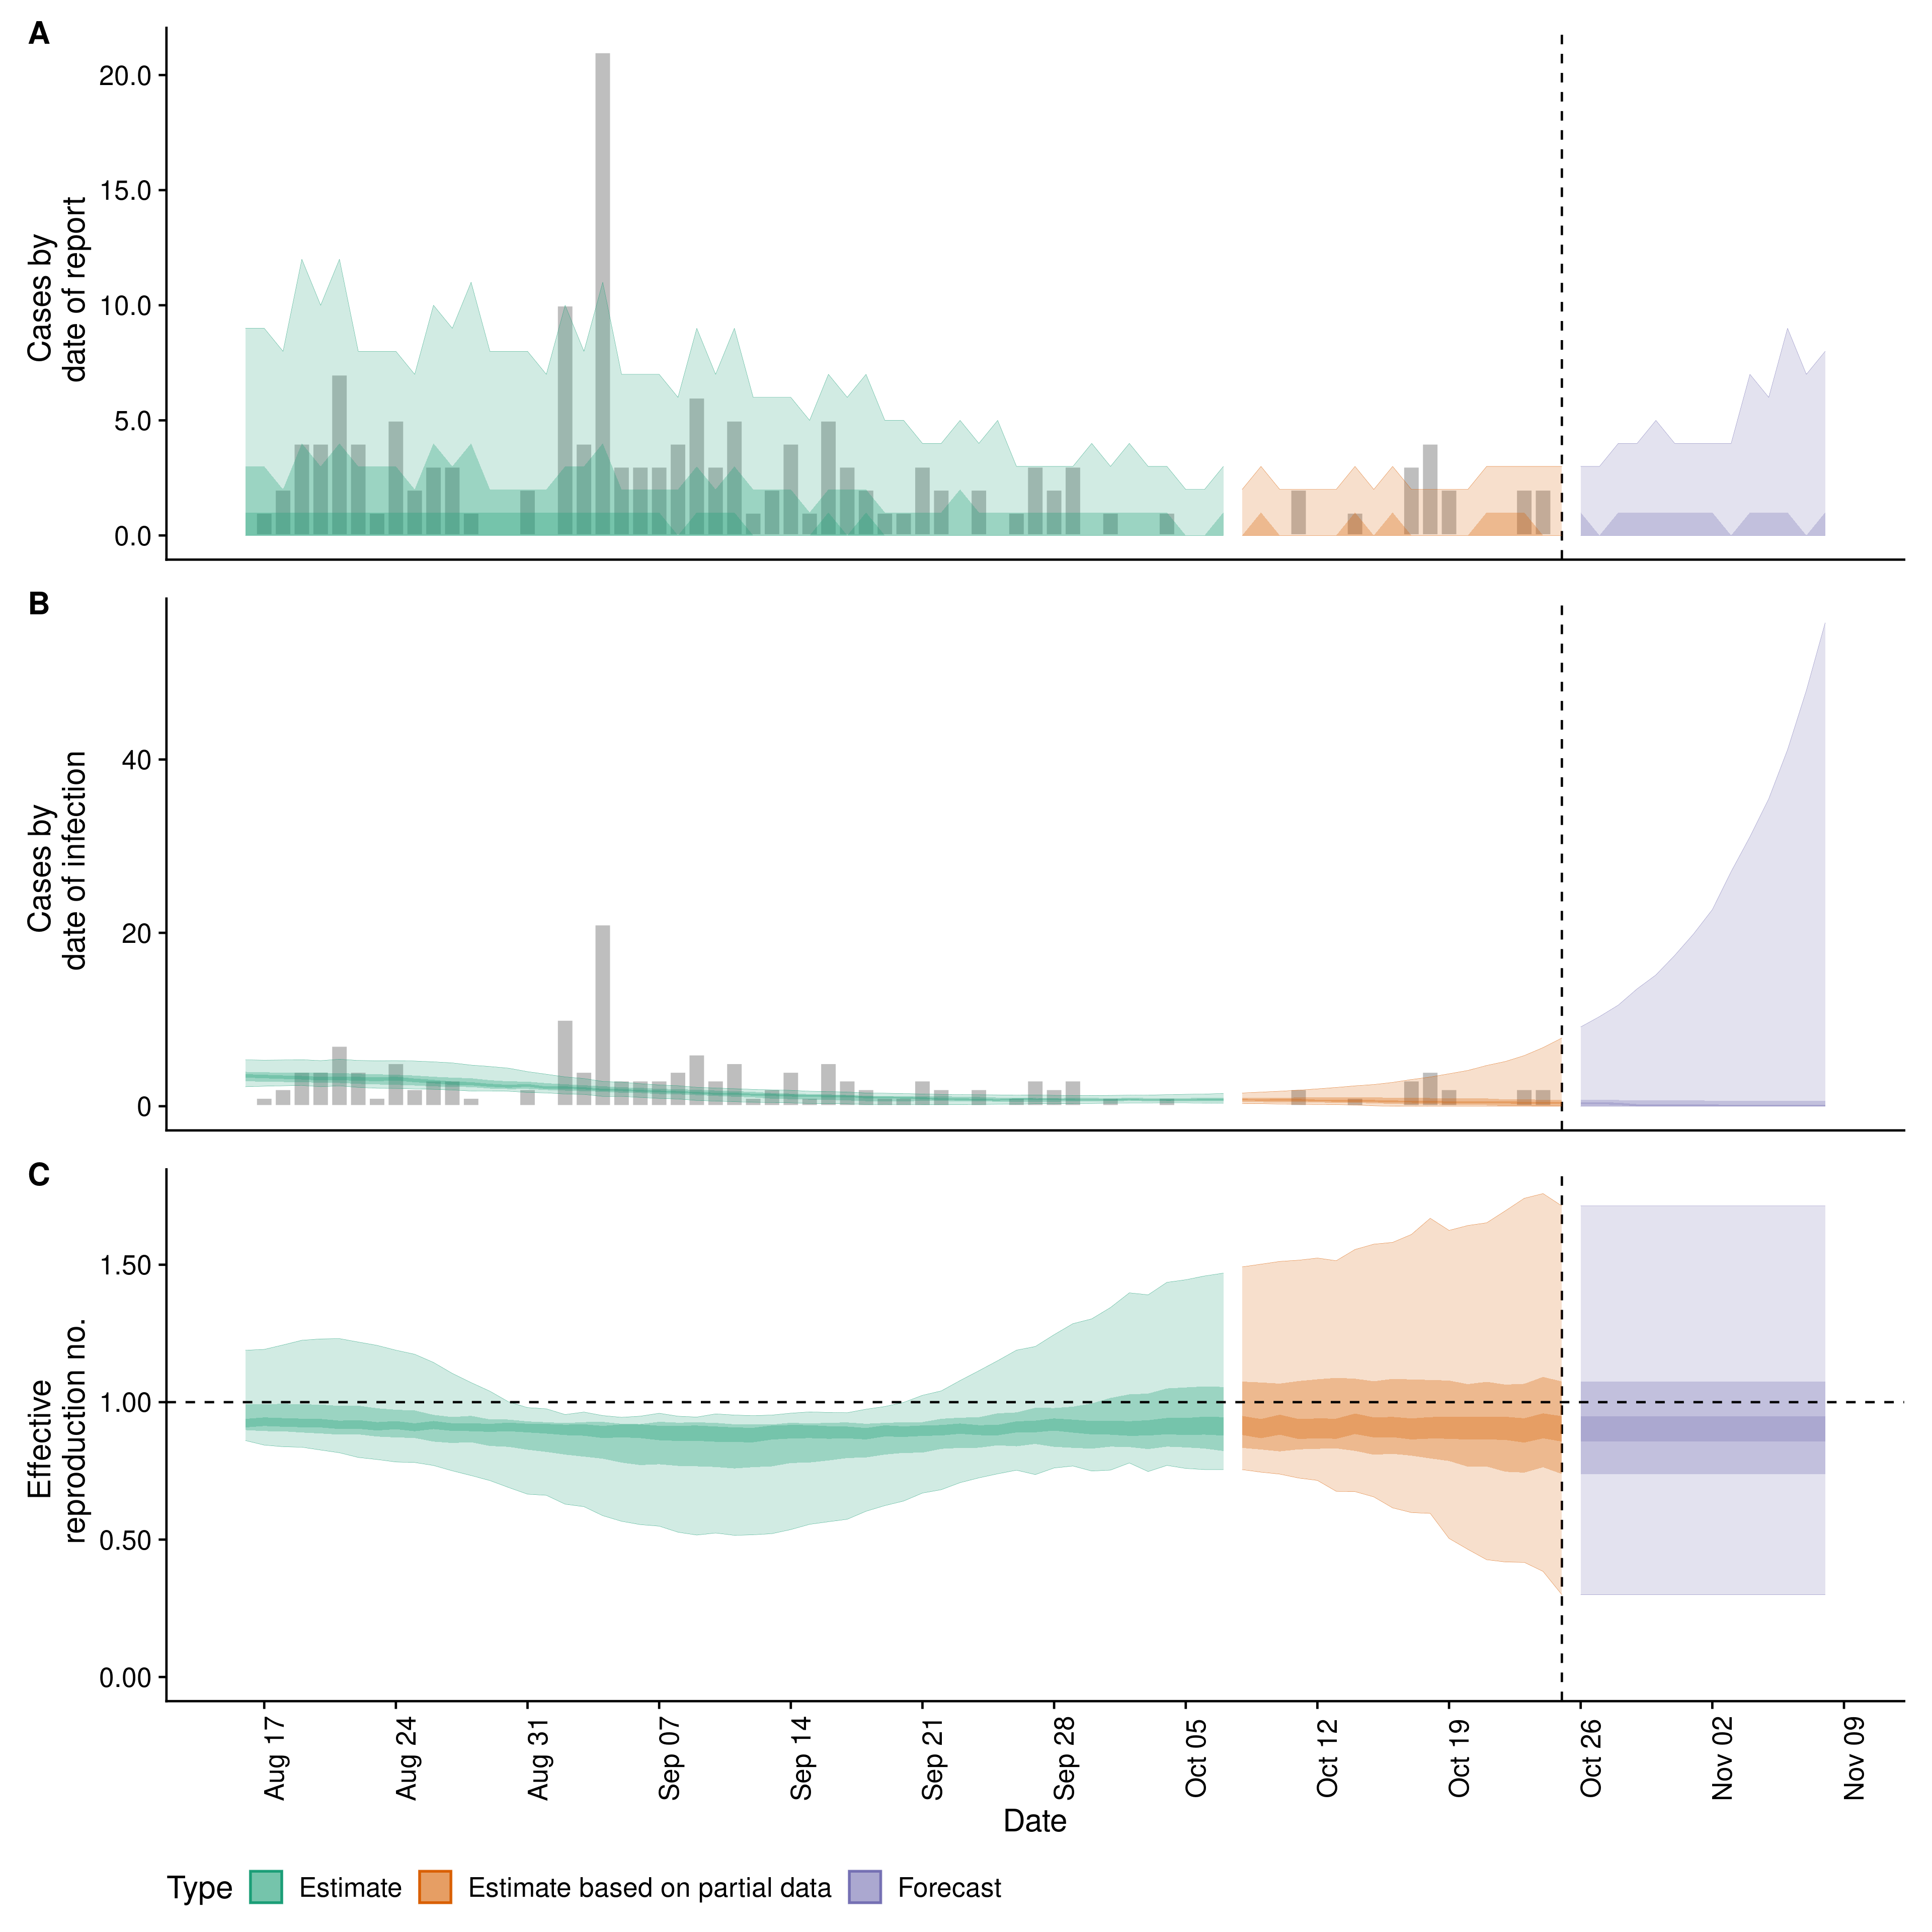 A
Cases by
date of report
20.0
15.0
10.0
5.0
0.0
B
Cases by
date of infection
40
20
0
C
Effective
reproduction no.
1.50
1.00
0.50
0.00
Aug 17
Aug 24
Aug 31
Sep 07
Sep 14
Sep 21
Sep 28
Oct 05
Oct 12
Oct 19
Oct 26
Nov 02
Nov 09
Date
Type Estimate Estimate based on partial data Forecast